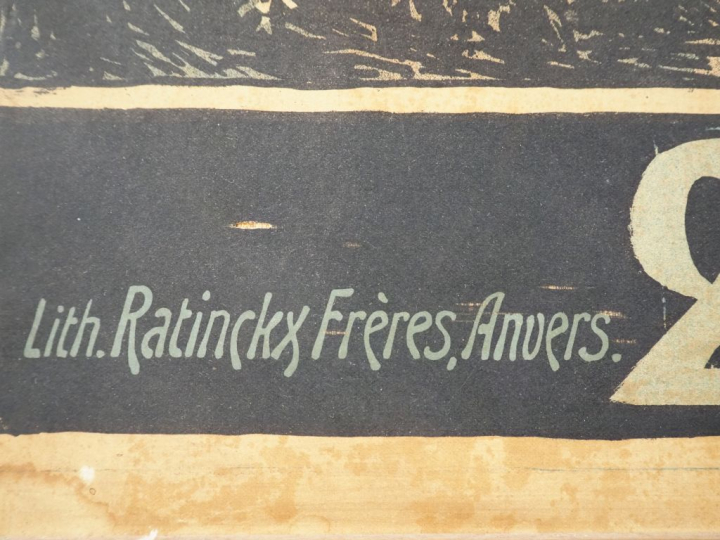 Lith. Ratinckx Frères, Anvers.